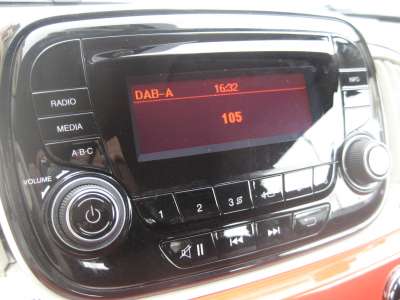 DAB-A 16:32
105
RADIO
MEDIA
A·B·C
VOLUME
INFO
1 2 3